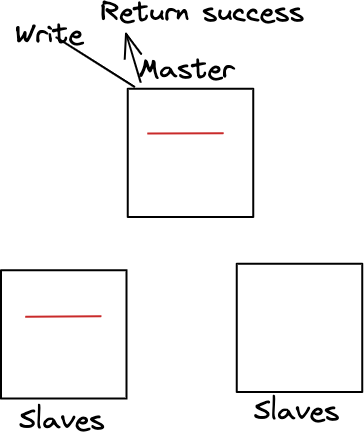 Return success
Write
Master
Slaves
Slaves